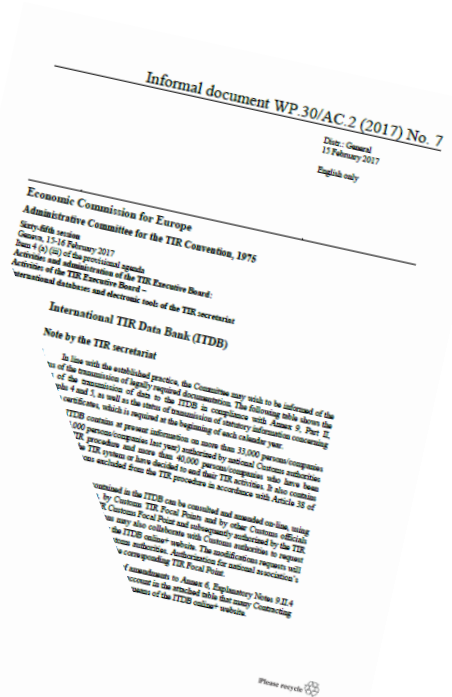 Informal document WP.30/AC.2 (2017) No. 7
Distr.: General
15 February 2017
English only
Economic Commission for Europe
Administrative Committee for the TIR Convention, 1975
Sixty-fifth session
Geneva, 15-16 February 2017
Item 4 (a) (iii) of the provisional agenda
Activities and administration of the TIR Executive Board:
Activities of the TIR Executive Board –
nternational databases and electronic tools of the TIR secretariat
International TIR Data Bank (ITDB)
Note by the TIR secretariat
In line with the established practice, the Committee may wish to be informed of the
us of the transmission of legally required documentation. The following table shows the
of the transmission of data to the ITDB in compliance with Annex 9, Part II,
phs 4 and 5, as well as the status of transmission of statutory information concerning
certificates, which is required at the beginning of each calendar year.
ITDB contains at present information on more than 33,000 persons/companies
,000 persons/companies last year) authorized by national Customs authorities
TIR procedure and more than 40,000 persons/companies who have been
he TIR system or have decided to end their TIR activities. It also contains
ons excluded from the TIR procedure in accordance with Article 38 of
ontained in the ITDB can be consulted and amended on-line, using
by Customs TIR Focal Points and by other Customs officials
R Customs Focal Point and subsequently authorized by the TIR
ns may also collaborate with Customs authorities to request
the ITDB online+ website. The modifications requests will
toms authorities. Authorization for national association's
e corresponding TIR Focal Point.
f amendments to Annex 6, Explanatory Notes 9.II.4
ccount in the attached table that many Contracting
means of the ITDB online+ website.
Please recycle